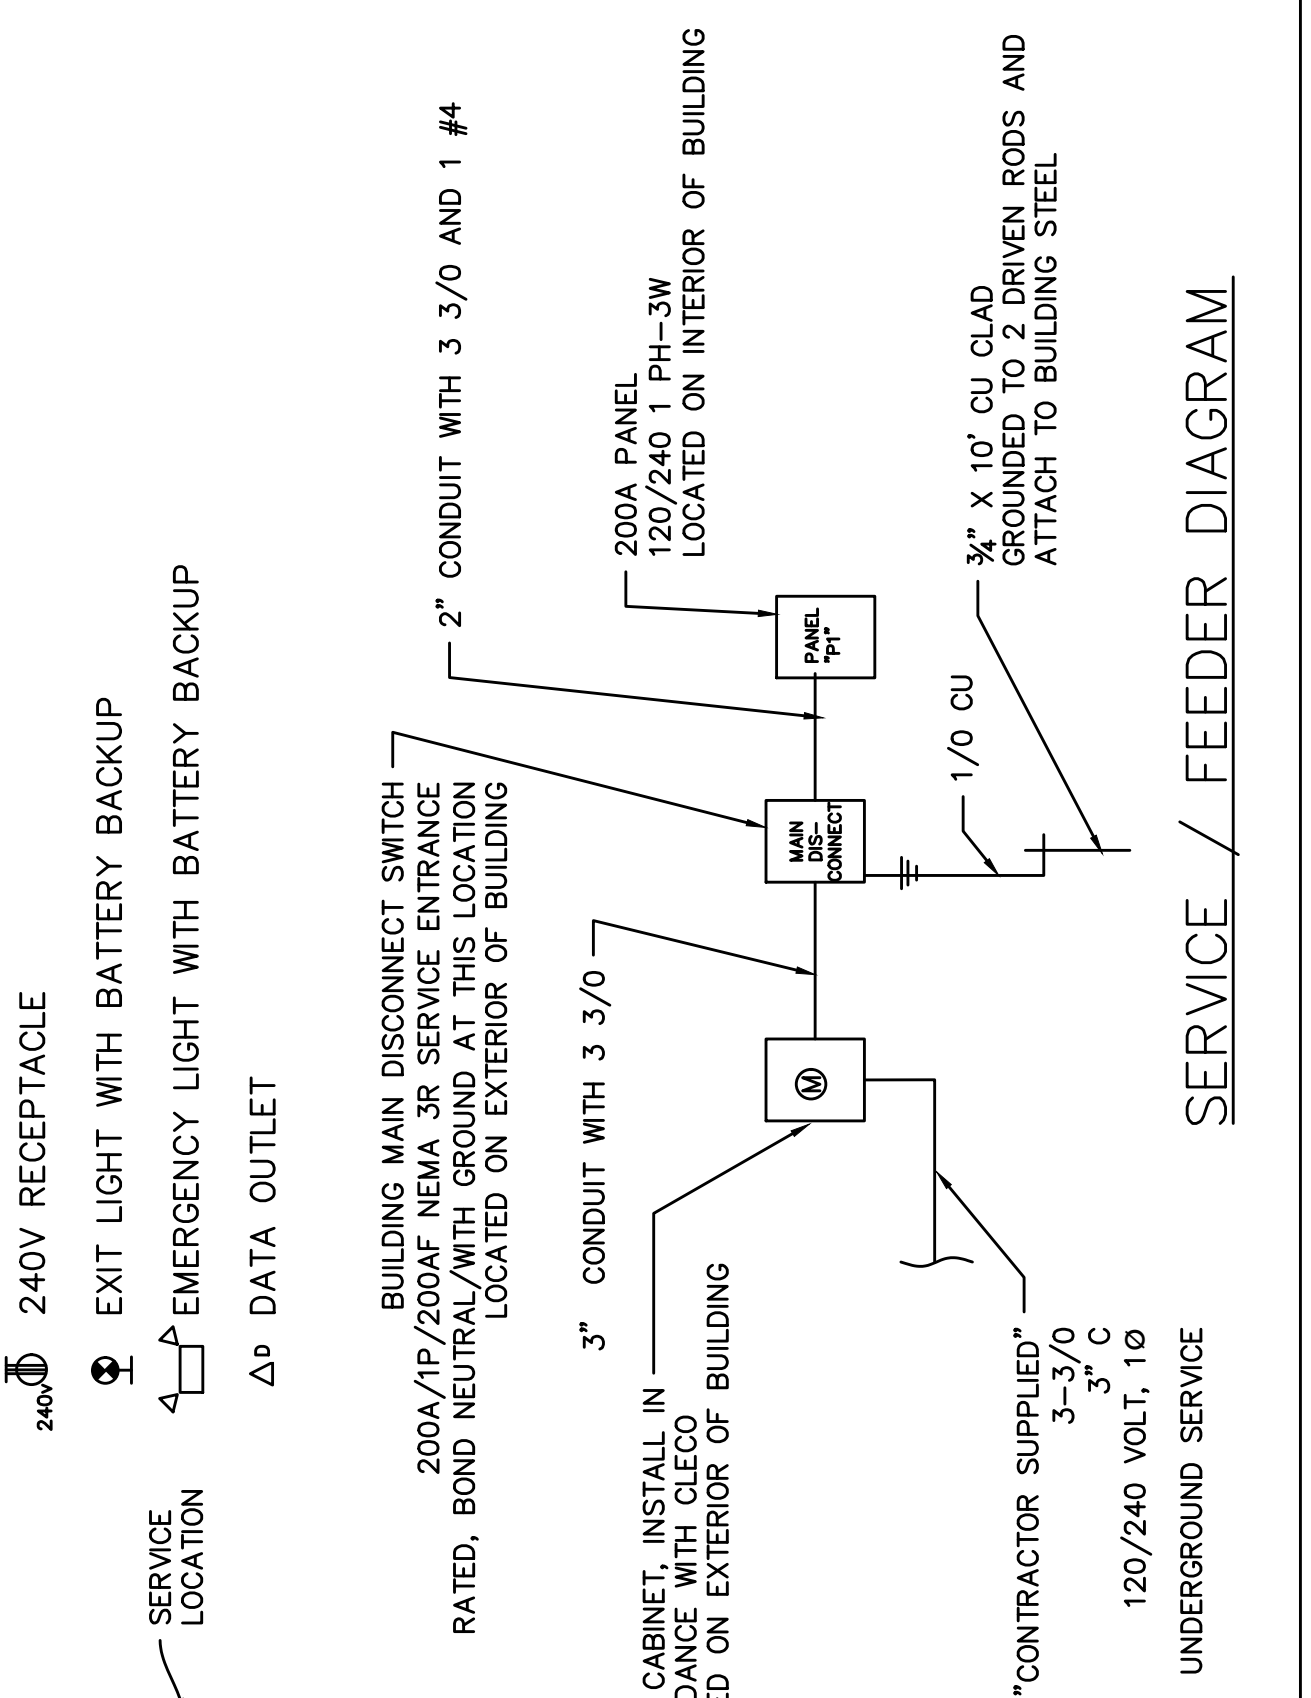 240V
240V RECEPTACLE
EXIT LIGHT WITH BATTERY BACKUP
EMERGENCY LIGHT WITH BATTERY BACKUP
D DATA OUTLET
SERVICE
LOCATION
BUILDING MAIN DISCONNECT SWITCH
200A/1P/200AF NEMA 3R SERVICE ENTRANCE
RATED, BOND NEUTRAL/WITH GROUND AT THIS LOCATION
LOCATED ON EXTERIOR OF BUILDING
2" CONDUIT WITH 3 3/0 AND 1 #4
3" CONDUIT WITH 3 3/0
200A PANEL
120/240 1 PH-3W
LOCATED ON INTERIOR OF BUILDING
CABINET, INSTALL IN
DANCE WITH CLECO
ED ON EXTERIOR OF BUILDING
M
MAIN
DIS-
CONNECT
PANEL
"P1"
1/0 CU
¾" X 10' CU CLAD
GROUNDED TO 2 DRIVEN RODS AND
ATTACH TO BUILDING STEEL
"CONTRACTOR SUPPLIED"
3-3/0
3" C
120/240 VOLT, 1Ø
UNDERGROUND SERVICE
SERVICE / FEEDER DIAGRAM